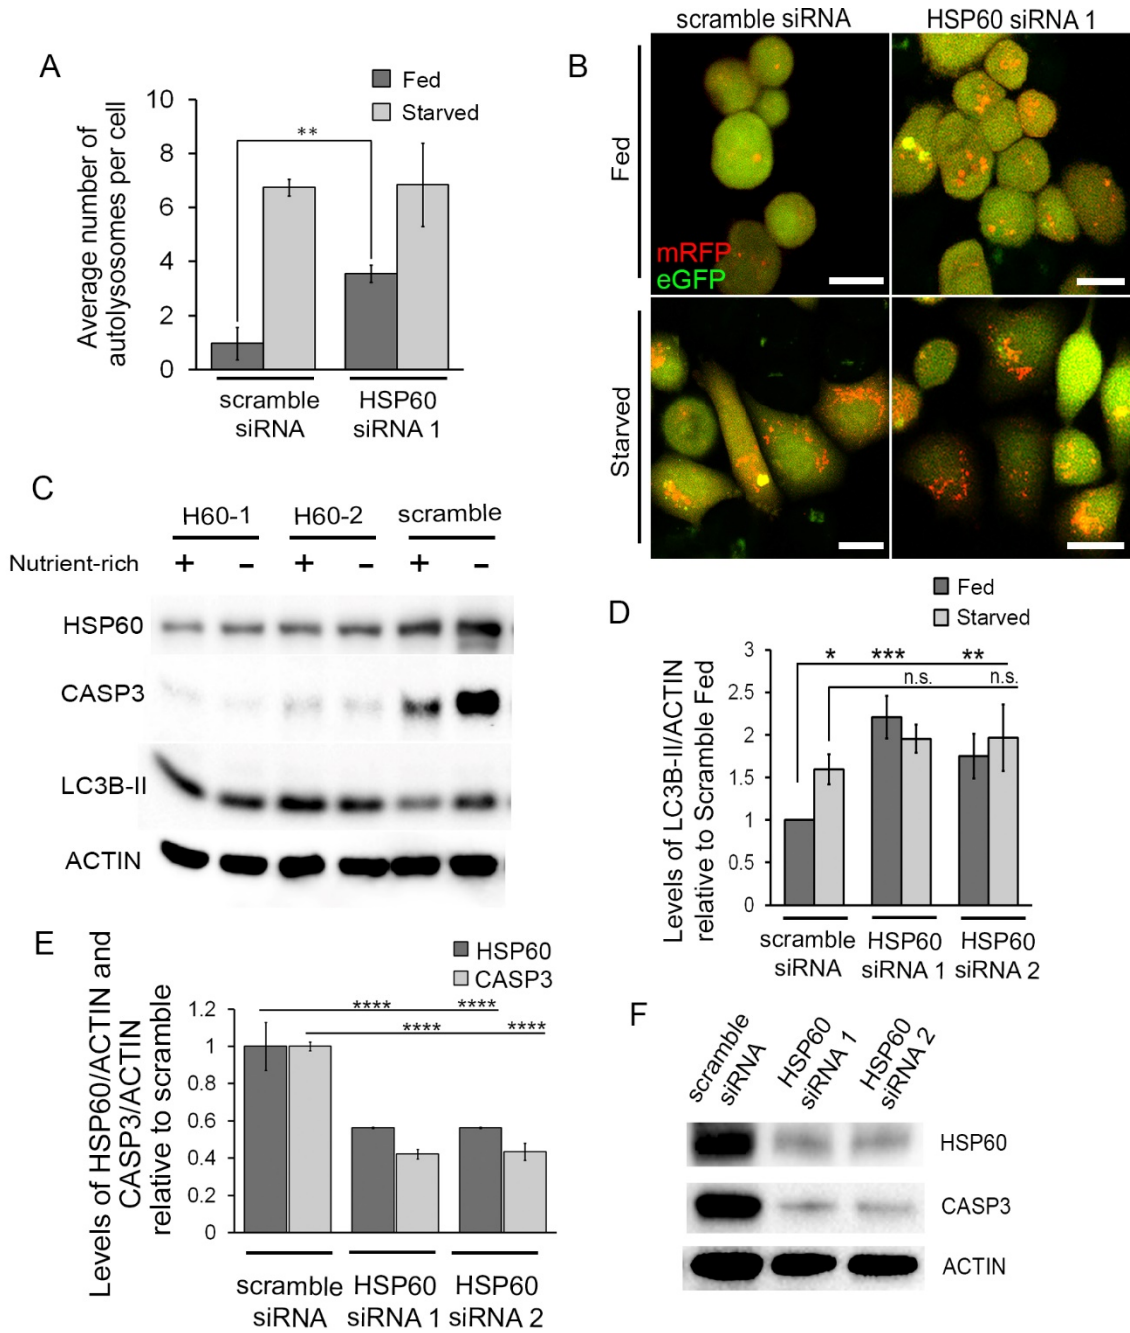 A
Fed
Starved
Average number of
autolysosomes per cell
10
8
6
4
2
0
**
scramble
siRNA
HSP60
siRNA 1
B
scramble siRNA
HSP60 siRNA 1
Fed
Starved
mRFP
eGFP
C
H60-1
H60-2
scramble
Nutrient-rich
+ − + − + −
HSP60
CASP3
LC3B-II
ACTIN
D
Fed
Starved
Levels of LC3B-II/ACTIN
relative to Scramble Fed
3
2.5
2
1.5
1
0.5
0
* *** **
n.s. n.s.
scramble
siRNA
HSP60
siRNA 1
HSP60
siRNA 2
E
HSP60
CASP3
Levels of HSP60/ACTIN and
CASP3/ACTIN
relative to scramble
1.2
1
0.8
0.6
0.4
0.2
0
**** ****
**** ****
scramble
siRNA
HSP60
siRNA 1
HSP60
siRNA 2
F
scramble
siRNA
HSP60
siRNA 1
HSP60
siRNA 2
HSP60
CASP3
ACTIN